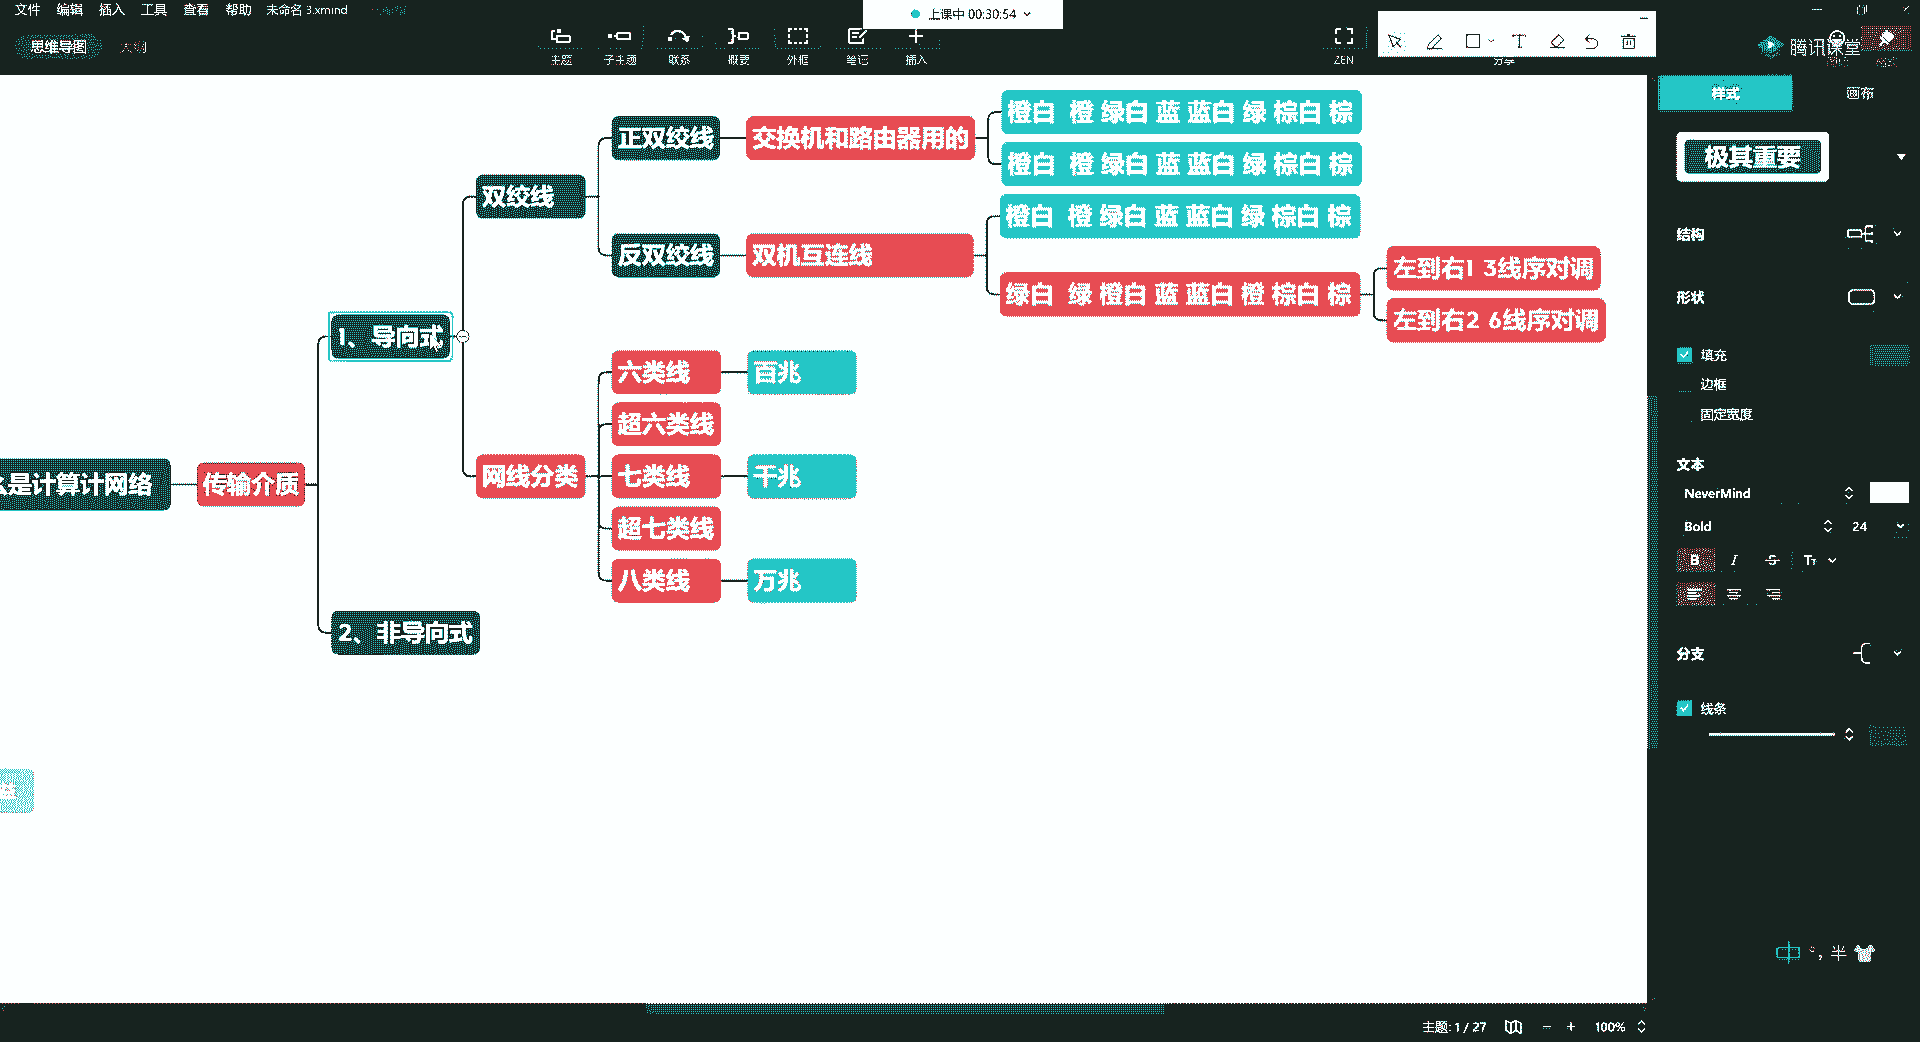 文件 编辑 插入 工具 查看 帮助 未命名 3.xmind
上课中 00:30:54
思维导图 大纲
主题 子主题 联系 概要 外框 笔记 插入
ZEN 分享
腾讯课堂
样式 画布
极其重要
结构
形状
填充
边框
固定宽度
文本
NeverMind
Bold 24
B I S Tт
分支
线条
么是计算计网络
传输介质
1、导向式
双绞线
正双绞线
交换机和路由器用的
橙白 橙 绿白 蓝 蓝白 绿 棕白 棕
橙白 橙 绿白 蓝 蓝白 绿 棕白 棕
反双绞线
双机互连线
橙白 橙 绿白 蓝 蓝白 绿 棕白 棕
绿白 绿 橙白 蓝 蓝白 橙 棕白 棕
左到右1 3线序对调
左到右2 6线序对调
网线分类
六类线
百兆
超六类线
七类线
千兆
超七类线
八类线
万兆
2、非导向式
中 °, 半
主题: 1 / 27
100%